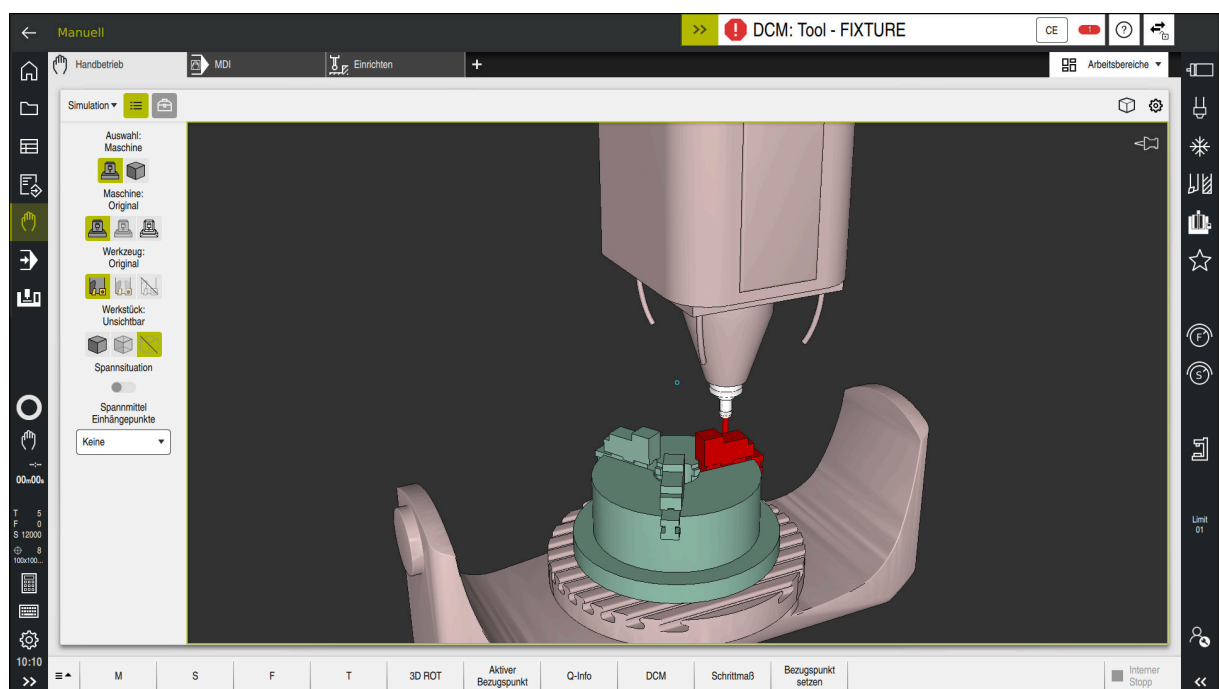 Manuell
DCM: Tool - FIXTURE
CE
1
?
Handbetrieb
MDI
Einrichten
+
Arbeitsbereiche
Simulation
Auswahl:
Maschine
Maschine:
Original
Werkzeug:
Original
Werkstück:
Unsichtbar
Spannsituation
Spannmittel
Einhängepunkte
Keine
F
S
Limit
01
-:--
00m00s
T 5
F 0
S 12000
8
100x100...
10:10
M
S
F
T
3D ROT
Aktiver
Bezugspunkt
Q-Info
DCM
Schrittmaß
Bezugspunkt
setzen
Interner
Stopp